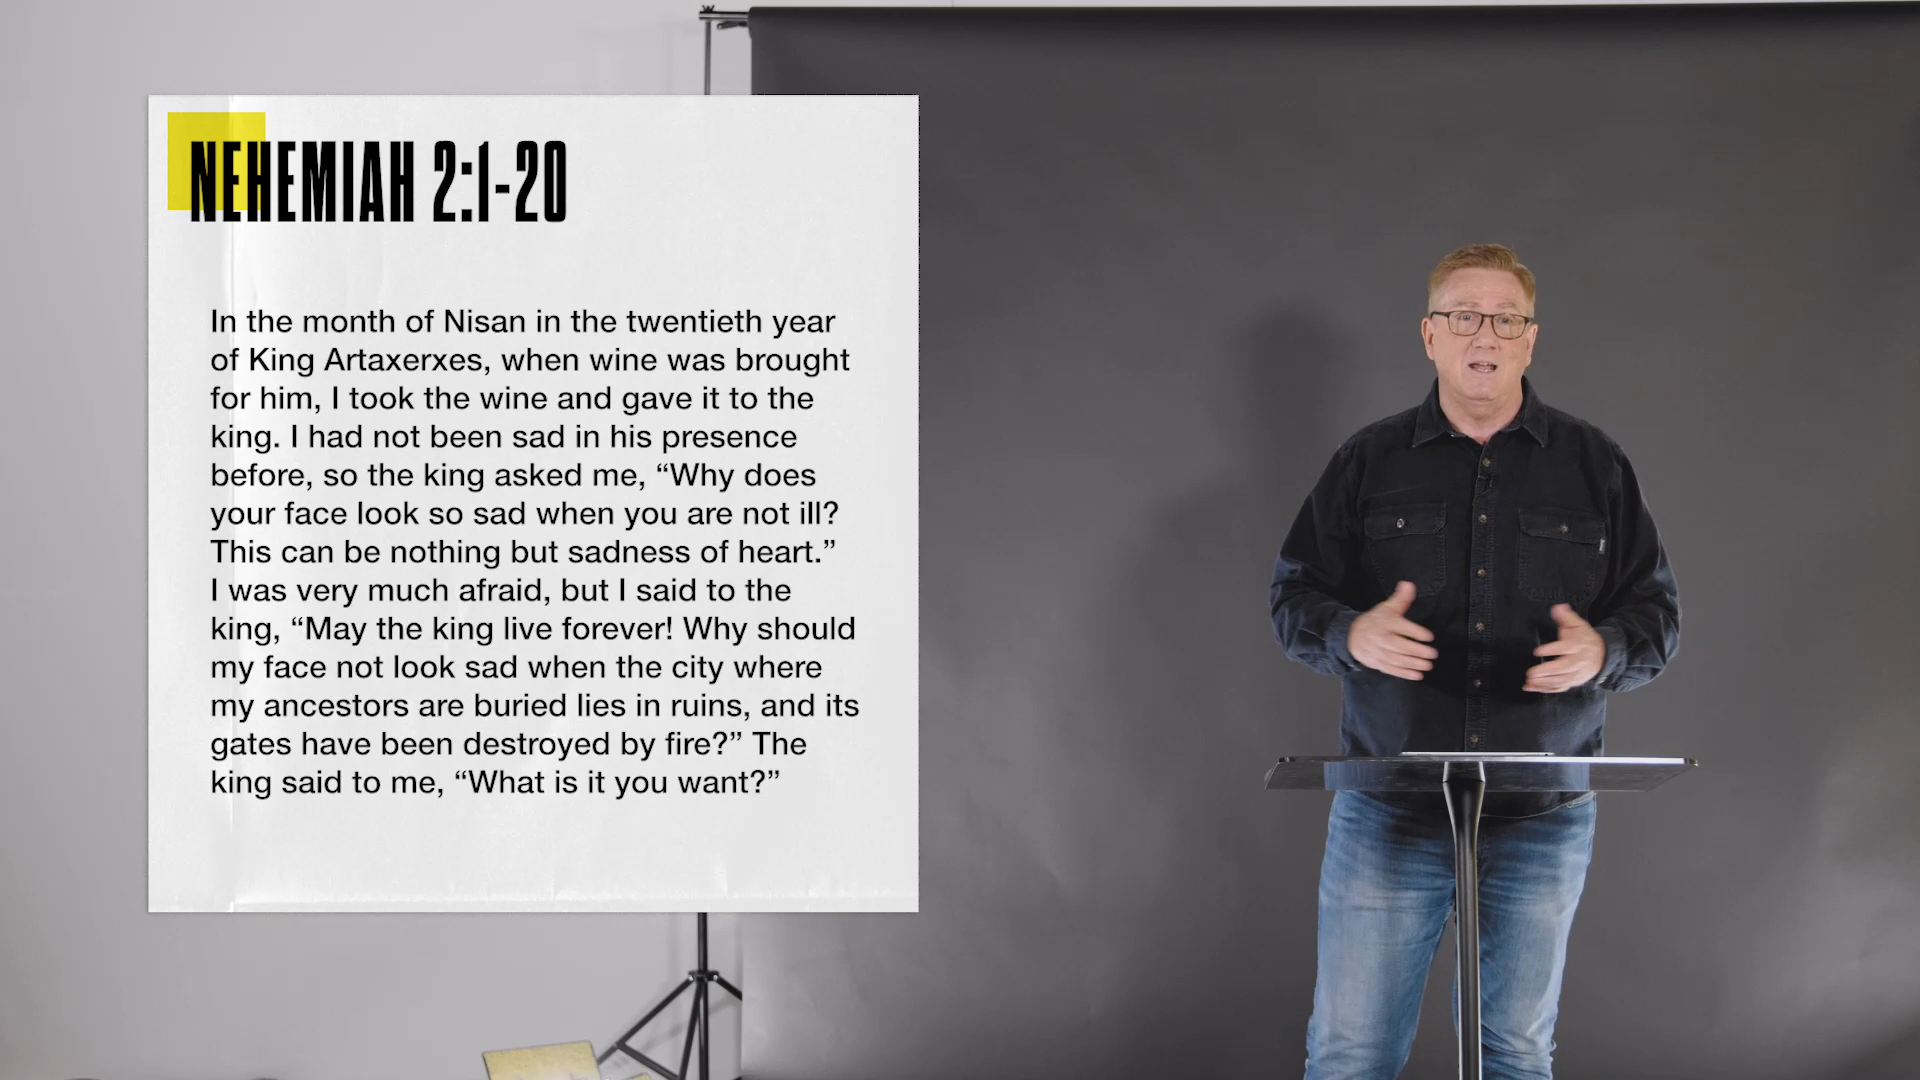 NEHEMIAH 2:1-20
In the month of Nisan in the twentieth year
of King Artaxerxes, when wine was brought
for him, I took the wine and gave it to the
king. I had not been sad in his presence
before, so the king asked me, “Why does
your face look so sad when you are not ill?
This can be nothing but sadness of heart.”
I was very much afraid, but I said to the
king, “May the king live forever! Why should
my face not look sad when the city where
my ancestors are buried lies in ruins, and its
gates have been destroyed by fire?” The
king said to me, “What is it you want?”